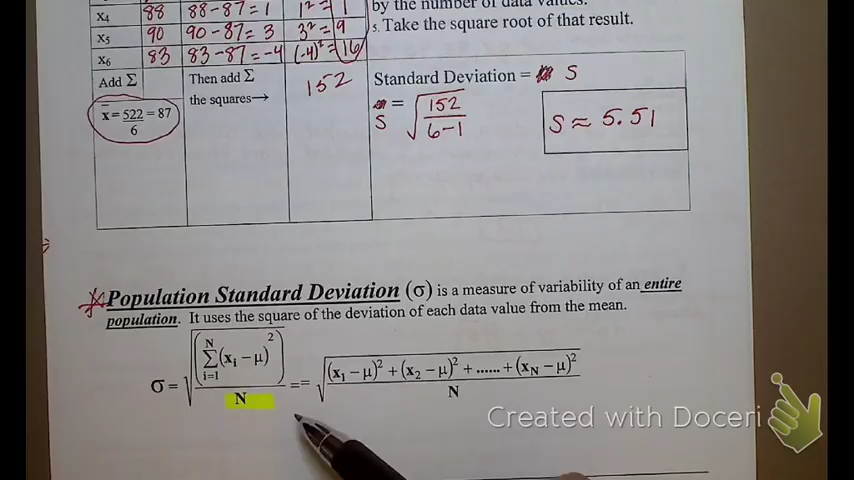 by the number of data values.
x4 88 88-87=1 1²= 1
5. Take the square root of that result.
x5 90 90-87=3 3²= 9
x6 83 83-87=-4 (-4)²= 16
Add Σ Then add Σ the squares→ 152
Standard Deviation = S
x̄ = 522/6 = 87
S = √(152/(6-1))
S ≈ 5.51
Population Standard Deviation (σ) is a measure of variability of an entire
population. It uses the square of the deviation of each data value from the mean.
σ = √((Σ_{i=1}^{N} (xi – μ)²)/N) == √(((x1 – μ)² + (x2 – μ)² + ...... + (xN – μ)²)/N)
Created with Doceri